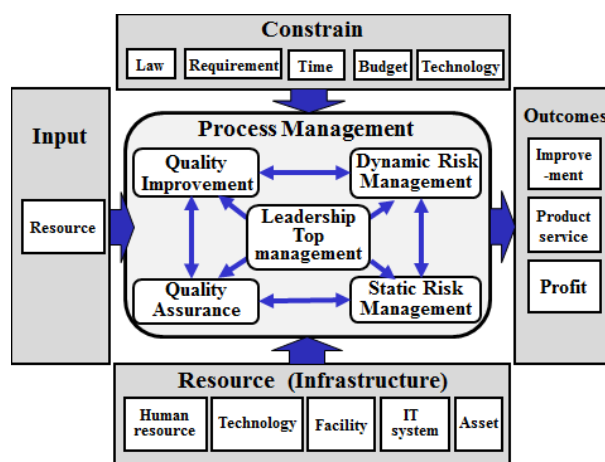 Constrain
Law
Requirement
Time
Budget
Technology
Input
Resource
Process Management
Quality
Improvement
Dynamic Risk
Management
Leadership
Top
management
Quality
Assurance
Static Risk
Management
Outcomes
Improve
-ment
Product
service
Profit
Resource (Infrastructure)
Human
resource
Technology
Facility
IT
system
Asset